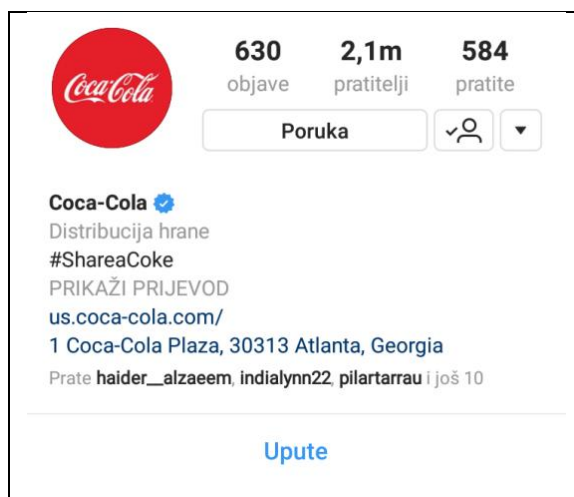 Coca-Cola
630 2,1m 584
objave pratitelji pratite
Poruka
Coca-Cola
Distribucija hrane
#ShareaCoke
PRIKAŽI PRIJEVOD
us.coca-cola.com/
1 Coca-Cola Plaza, 30313 Atlanta, Georgia
Prate haider__alzaeem, indialynn22, pilartarrau i još 10
Upute